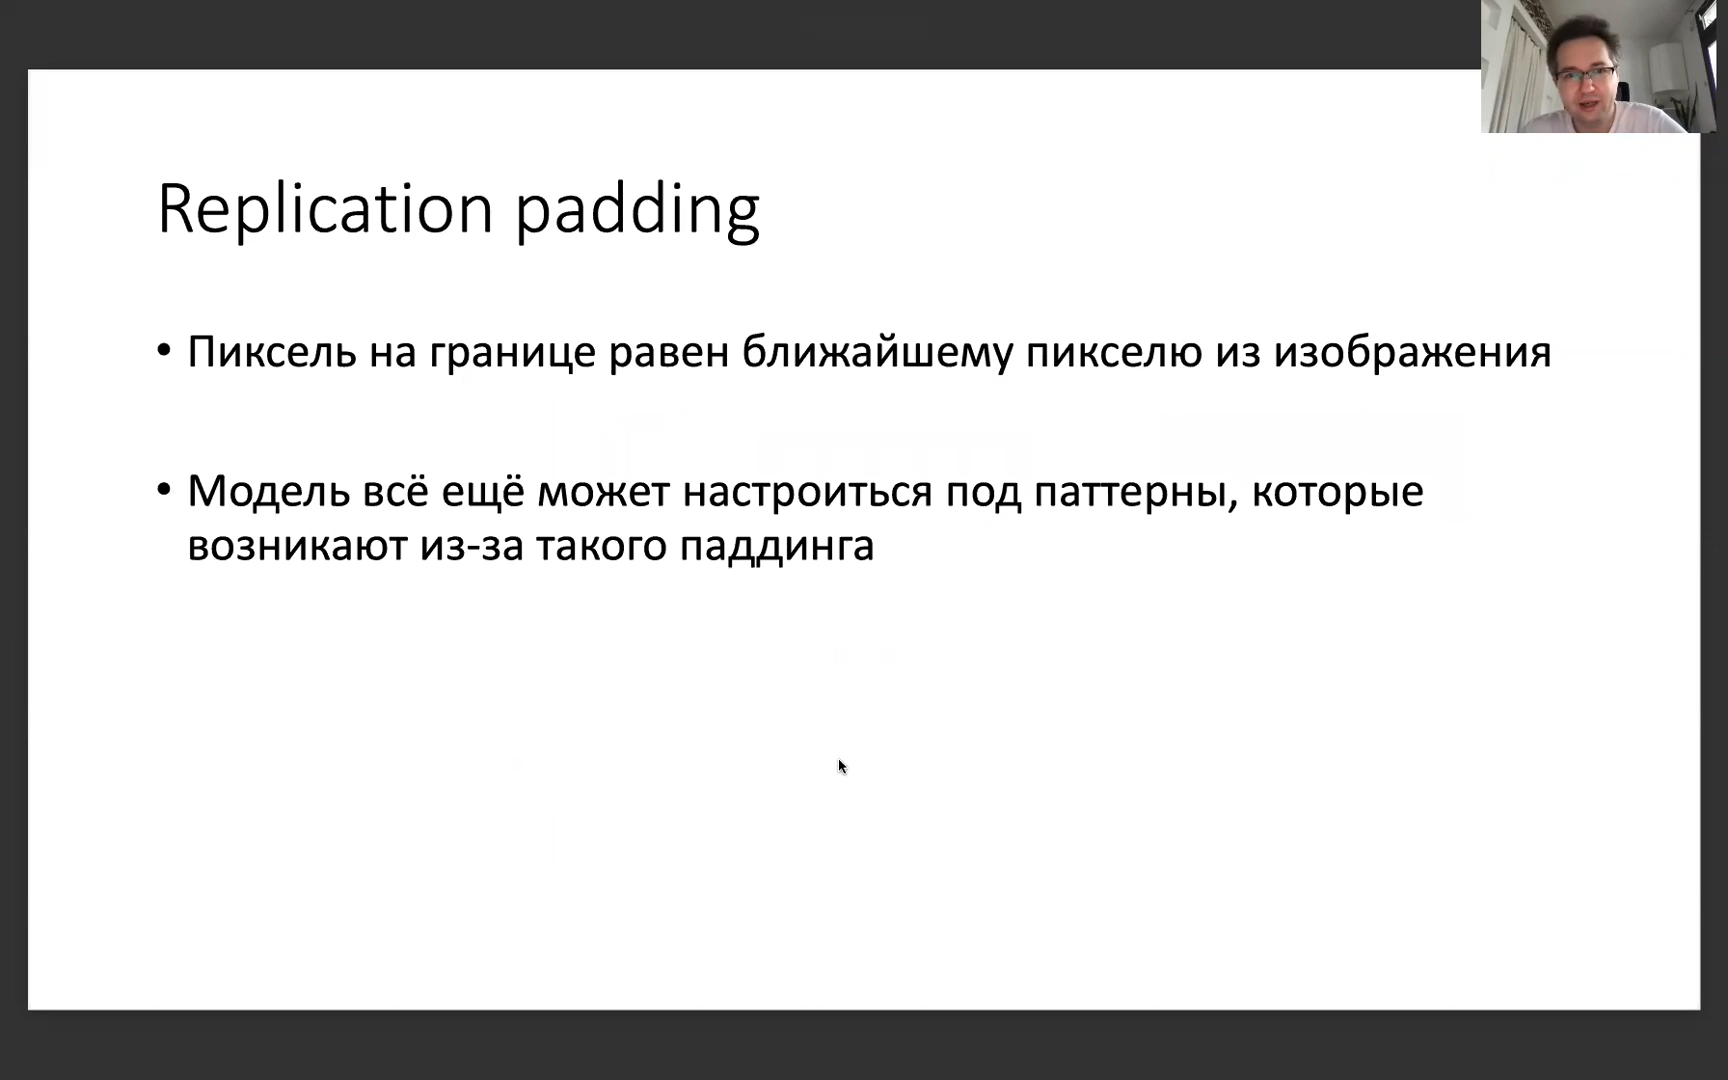 Replication padding
• Пиксель на границе равен ближайшему пикселю из изображения
• Модель всё ещё может настроиться под паттерны, которые
возникают из-за такого паддинга